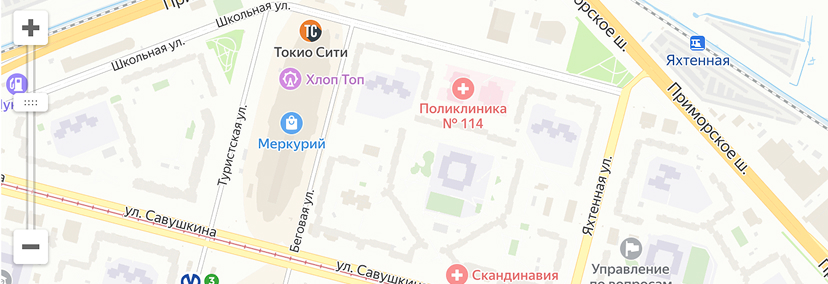 Школьная ул.
Приморское ш.
Токио Сити
Школьная ул.
Яхтенная
Хлоп Топ
Поликлиника
№ 114
Приморское ш.
Меркурий
Туристская ул.
Яхтенная ул.
ул. Савушкина
Беговая ул.
ул. Савушкина
Скандинавия
Управление
по вопросам
3